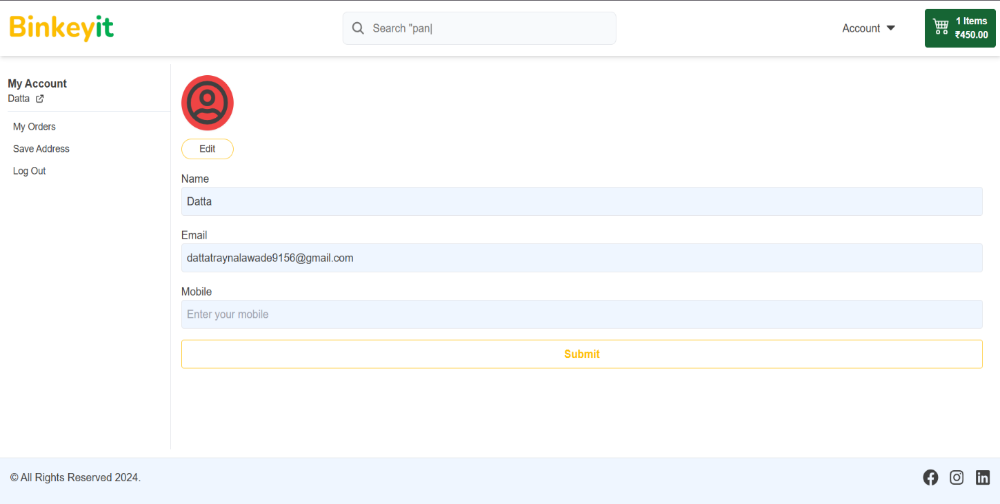 Binkeyit
Search "pan|
Account
1 Items
₹450.00
My Account
Datta
My Orders
Save Address
Log Out
Edit
Name
Datta
Email
dattatraynalawade9156@gmail.com
Mobile
Enter your mobile
Submit
© All Rights Reserved 2024.